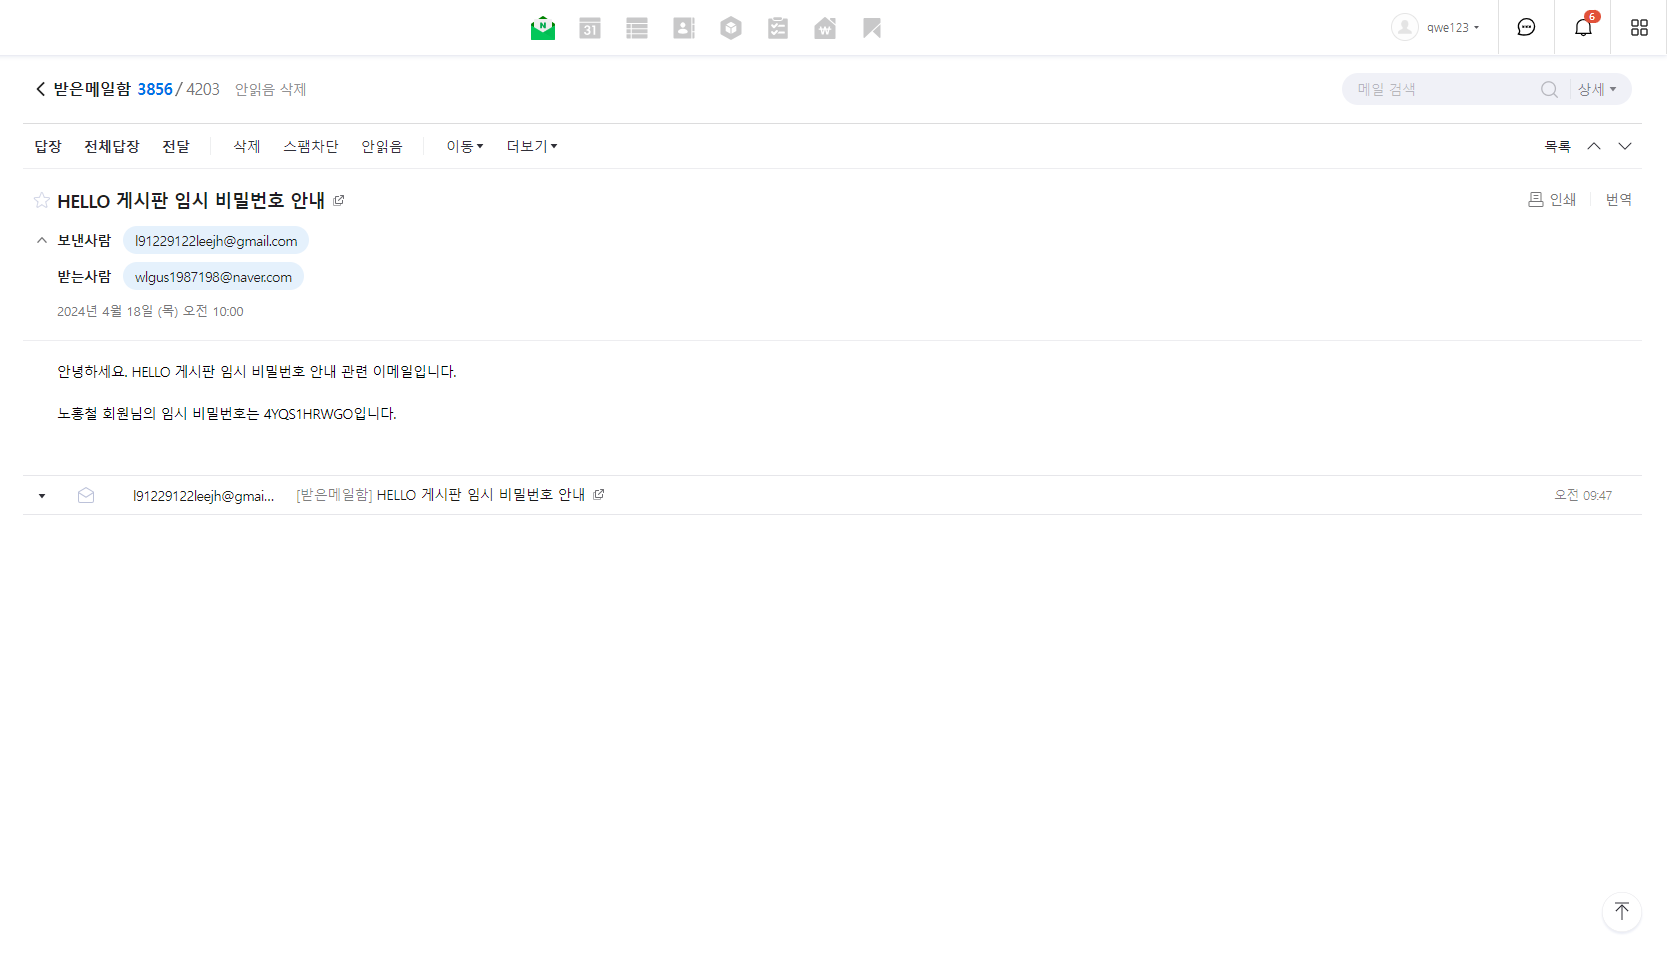 N 31 ₩ qwe123 6
받은메일함 3856 / 4203 안읽음 삭제 메일 검색 상세
답장 전체답장 전달 삭제 스팸차단 안읽음 이동 더보기 목록
HELLO 게시판 임시 비밀번호 안내 인쇄 번역
보낸사람 l91229122leejh@gmail.com
받는사람 wlgus1987198@naver.com
2024년 4월 18일 (목) 오전 10:00
안녕하세요. HELLO 게시판 임시 비밀번호 안내 관련 이메일입니다.
노홍철 회원님의 임시 비밀번호는 4YQS1HRWGO입니다.
l91229122leejh@gmai... [받은메일함] HELLO 게시판 임시 비밀번호 안내 오전 09:47